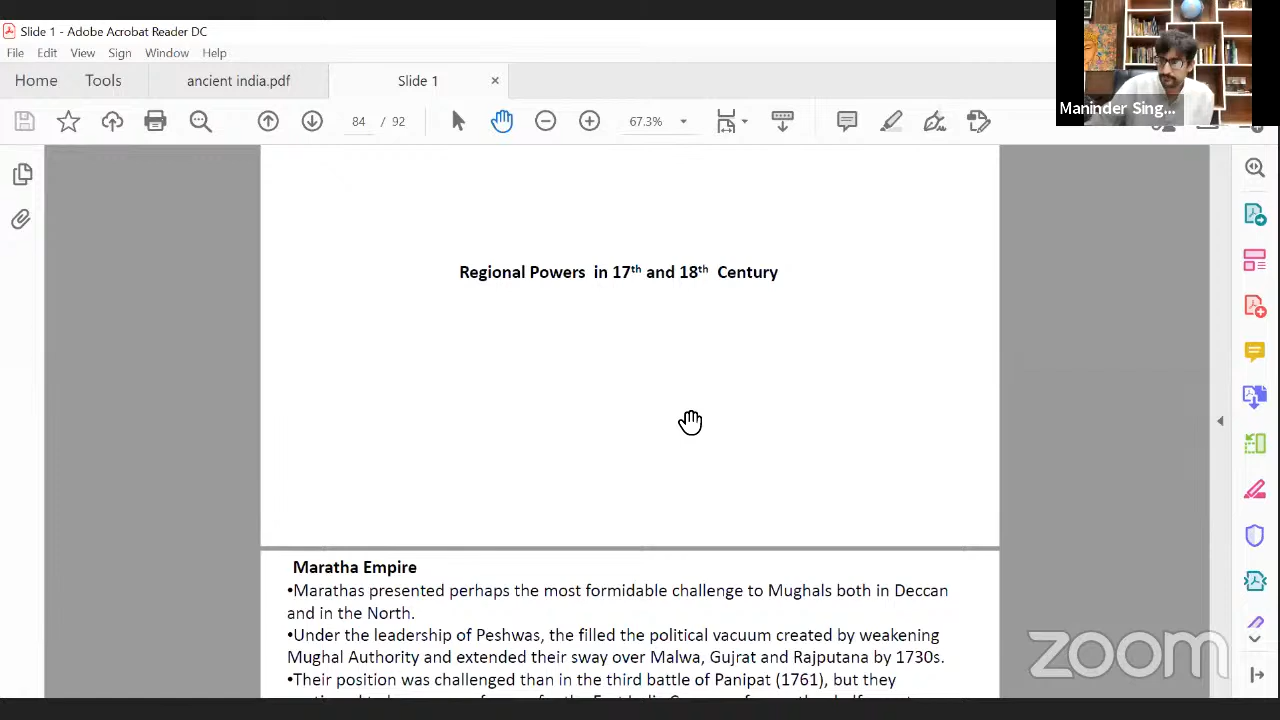 Slide 1 - Adobe Acrobat Reader DC
File Edit View Sign Window Help
Home Tools ancient india.pdf Slide 1 ×
84 / 92 67.3%
Maninder Sing...
Regional Powers in 17th and 18th Century
Maratha Empire
•Marathas presented perhaps the most formidable challenge to Mughals both in Deccan
and in the North.
•Under the leadership of Peshwas, the filled the political vacuum created by weakening
Mughal Authority and extended their sway over Malwa, Gujrat and Rajputana by 1730s.
•Their position was challenged than in the third battle of Panipat (1761), but they
zoom